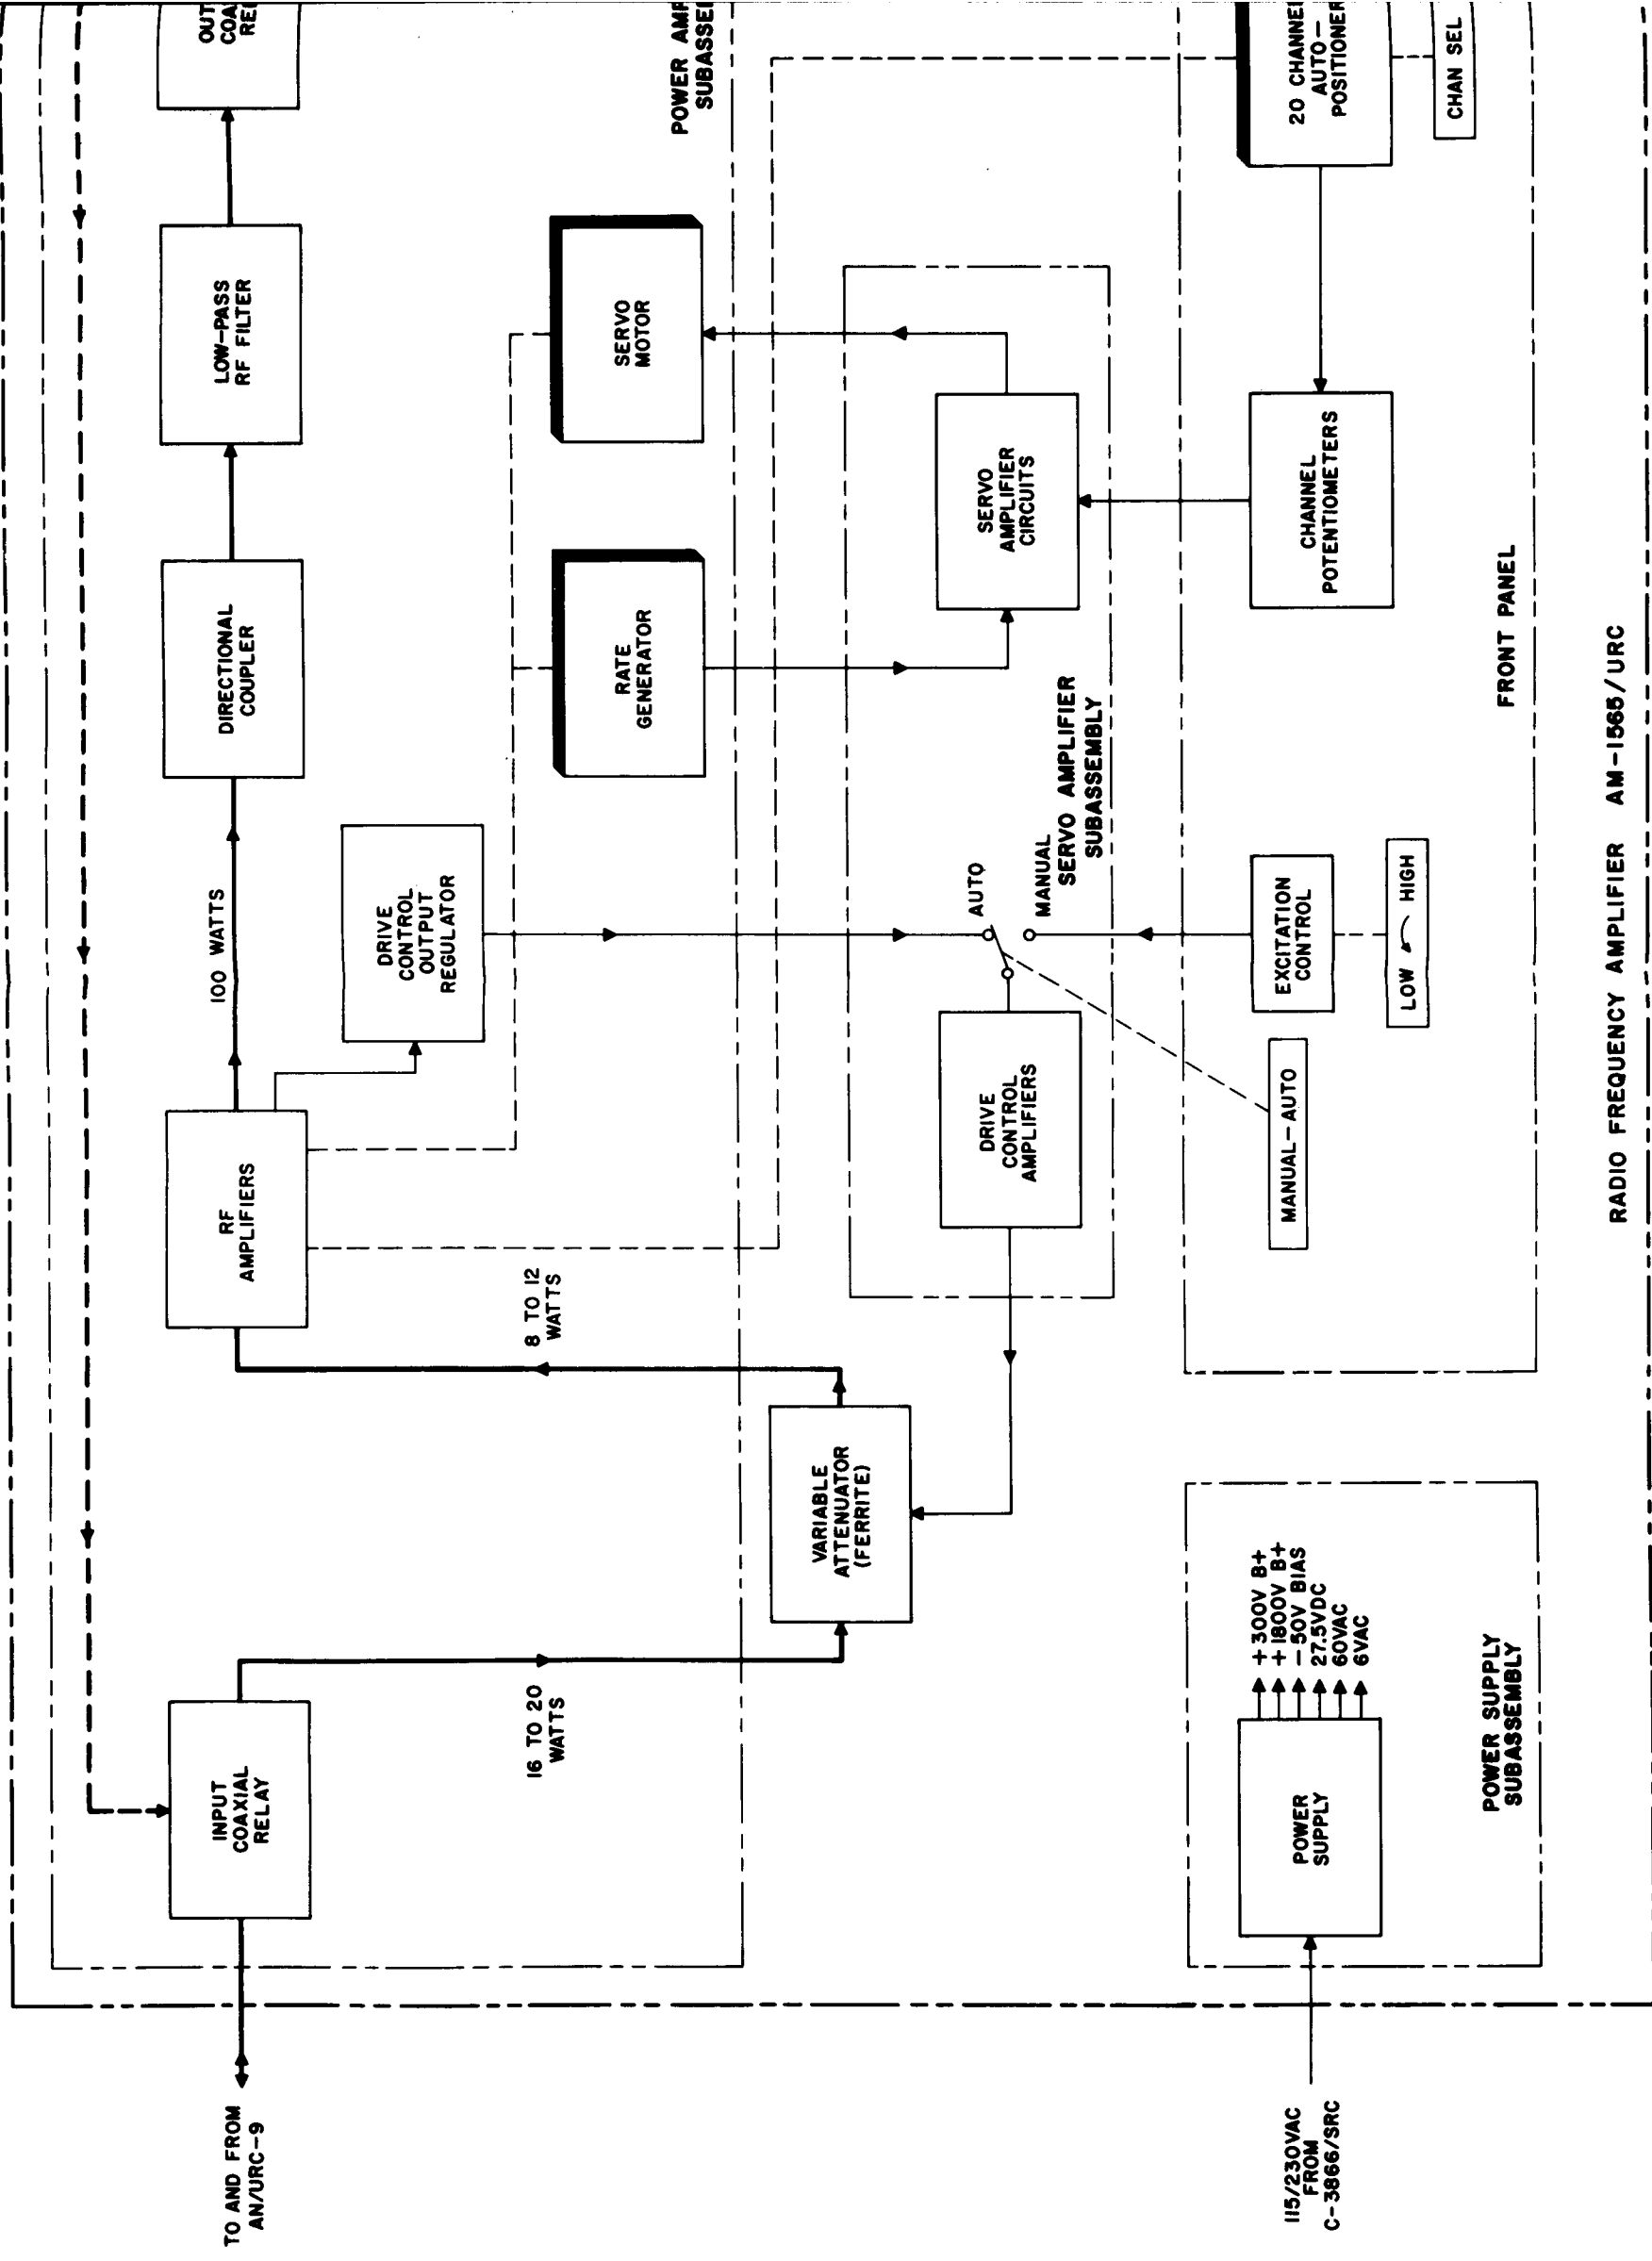 TO AND FROM
AN/URC-9
INPUT
COAXIAL
RELAY
16 TO 20
WATTS
VARIABLE
ATTENUATOR
(FERRITE)
8 TO 12
WATTS
RF
AMPLIFIERS
100 WATTS
DRIVE
CONTROL
OUTPUT
REGULATOR
DIRECTIONAL
COUPLER
LOW-PASS
RF FILTER
OUT
COA
RE
RATE
GENERATOR
SERVO
MOTOR
POWER AMP
SUBASSE
DRIVE
CONTROL
AMPLIFIERS
AUTO
MANUAL
SERVO AMPLIFIER
SUBASSEMBLY
SERVO
AMPLIFIER
CIRCUITS
115/230VAC
FROM
C-3866/SRC
POWER
SUPPLY
+300V B+
+1800V B+
-50V BIAS
27.5VDC
60VAC
6VAC
POWER SUPPLY
SUBASSEMBLY
MANUAL-AUTO
EXCITATION
CONTROL
LOW HIGH
CHANNEL
POTENTIOMETERS
20 CHANNE
AUTO-
POSITIONER
CHAN SEL
FRONT PANEL
RADIO FREQUENCY AMPLIFIER AM-1565/URC